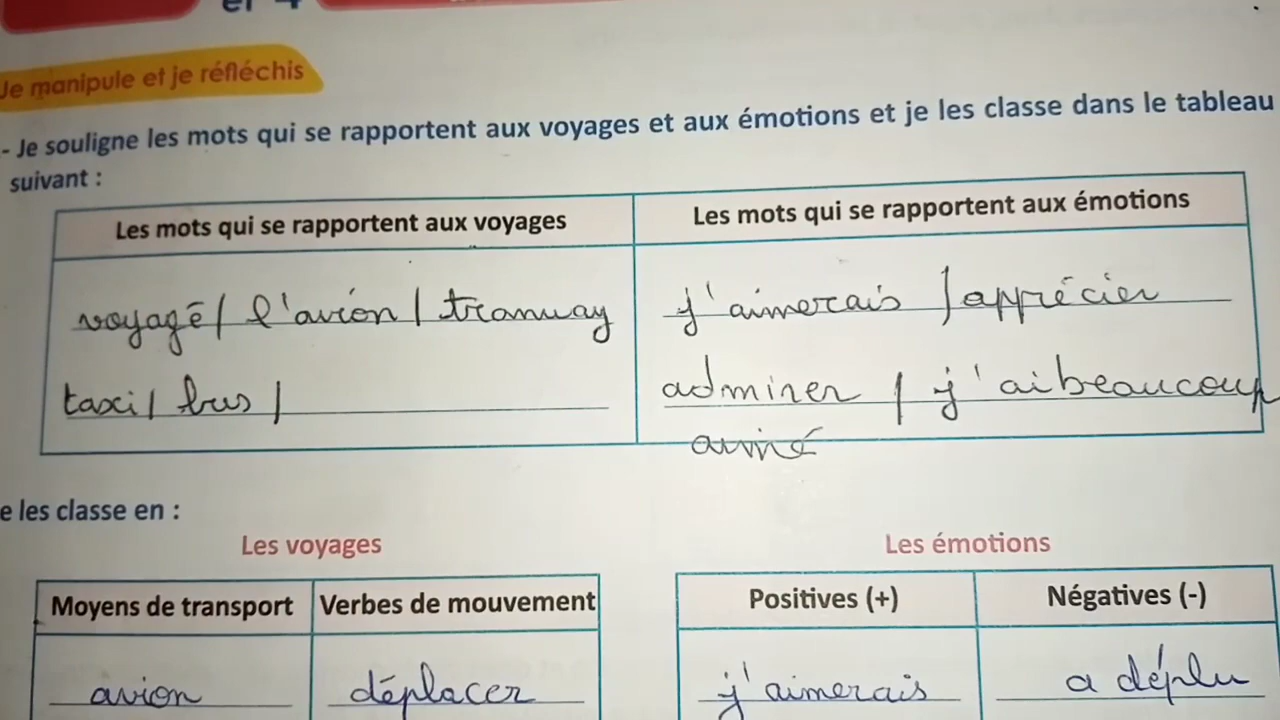 et 4
Je manipule et je réfléchis
- Je souligne les mots qui se rapportent aux voyages et aux émotions et je les classe dans le tableau
suivant :
Les mots qui se rapportent aux voyages
Les mots qui se rapportent aux émotions
voyagé / l'avion / tramway
taxi / bus /
j'aimerais / apprécier
admirer / j'ai beaucoup
aimé
e les classe en :
Les voyages
Les émotions
Moyens de transport
Verbes de mouvement
Positives (+)
Négatives (-)
avion
déplacer
j'aimerais
a déplu